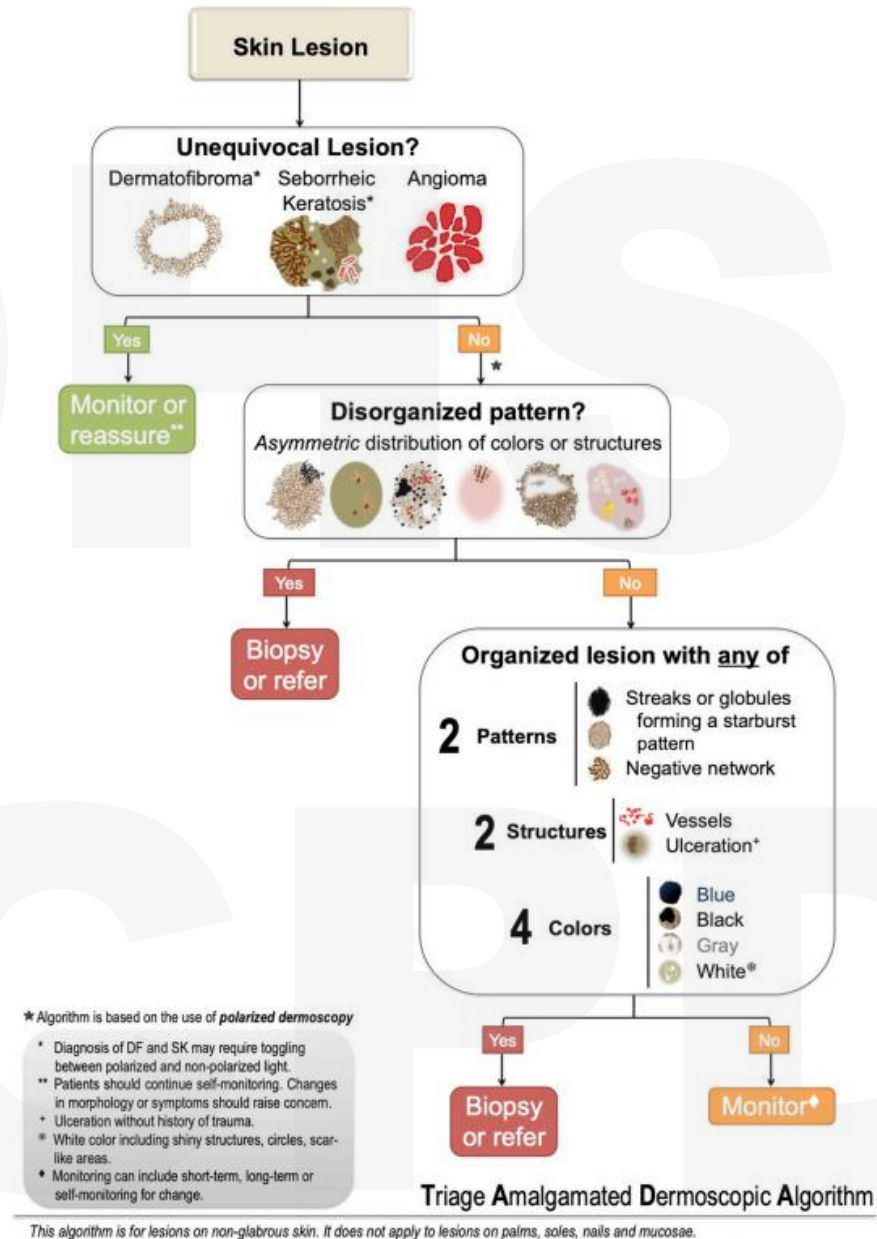 Skin Lesion
Unequivocal Lesion?
Dermatofibroma* Seborrheic Angioma
Keratosis*
Yes
No
★
Monitor or
reassure**
Disorganized pattern?
Asymmetric distribution of colors or structures
Yes
No
Biopsy
or refer
Organized lesion with any of
2 Patterns
Streaks or globules
forming a starburst
pattern
Negative network
2 Structures
Vessels
Ulceration⁺
4 Colors
Blue
Black
Gray
White*
Yes
No
Biopsy
or refer
Monitor♦
★ Algorithm is based on the use of polarized dermoscopy
* Diagnosis of DF and SK may require toggling
between polarized and non-polarized light.
** Patients should continue self-monitoring. Changes
in morphology or symptoms should raise concern.
+ Ulceration without history of trauma.
* White color including shiny structures, circles, scar-
like areas.
♦ Monitoring can include short-term, long-term or
self-monitoring for change.
Triage Amalgamated Dermoscopic Algorithm
This algorithm is for lesions on non-glabrous skin. It does not apply to lesions on palms, soles, nails and mucosae.